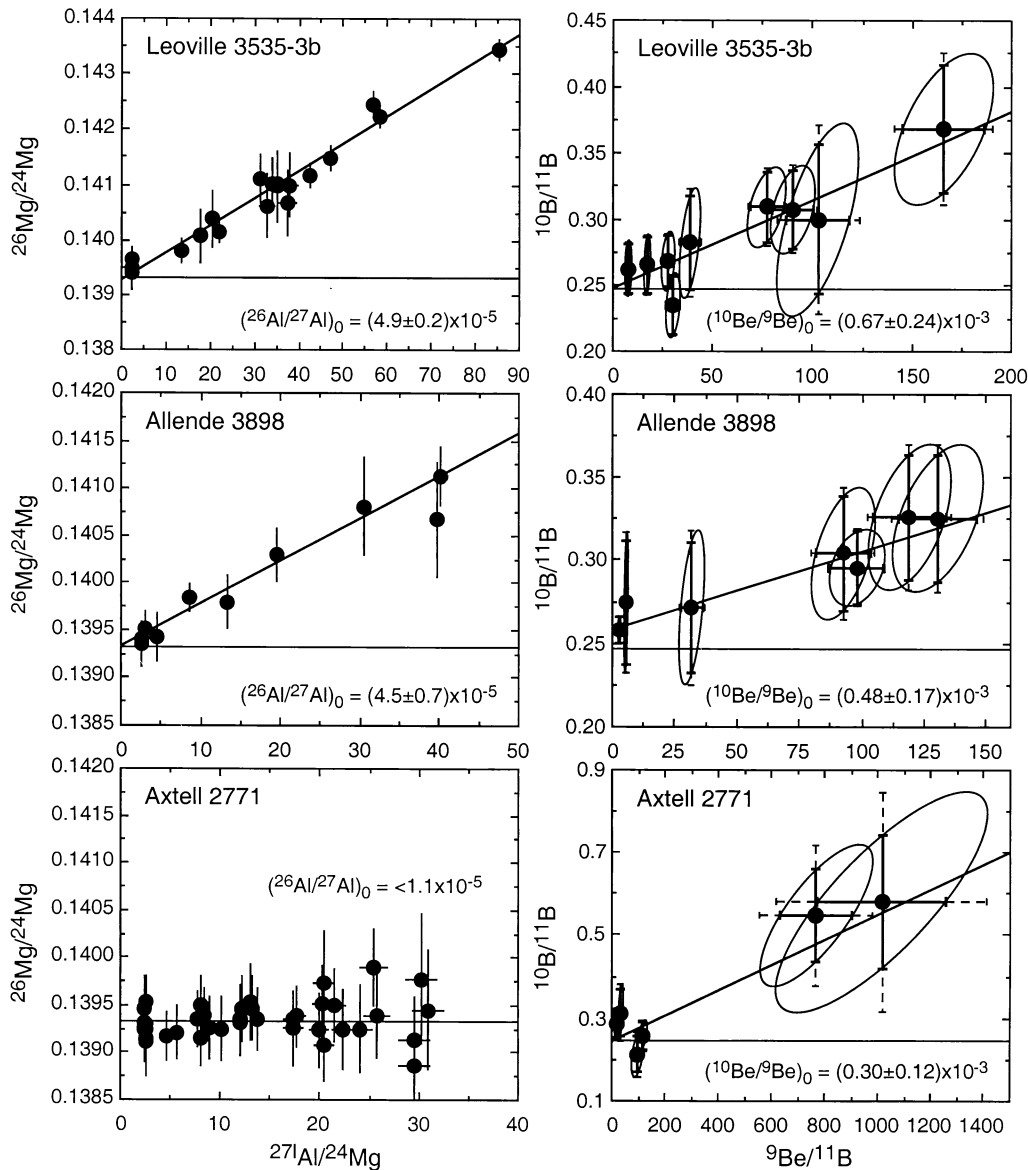 Leoville 3535-3b
0.144
0.143
0.142
0.141
0.140
0.139
0.138
²⁶Mg/²⁴Mg
(²⁶Al/²⁷Al)₀ = (4.9±0.2)x10⁻⁵
0 10 20 30 40 50 60 70 80 90
Leoville 3535-3b
0.45
0.40
0.35
0.30
0.25
0.20
¹⁰B/¹¹B
(¹⁰Be/⁹Be)₀ = (0.67±0.24)x10⁻³
0 50 100 150 200
Allende 3898
0.1420
0.1415
0.1410
0.1405
0.1400
0.1395
0.1390
0.1385
²⁶Mg/²⁴Mg
(²⁶Al/²⁷Al)₀ = (4.5±0.7)x10⁻⁵
0 10 20 30 40 50
Allende 3898
0.40
0.35
0.30
0.25
0.20
¹⁰B/¹¹B
(¹⁰Be/⁹Be)₀ = (0.48±0.17)x10⁻³
0 25 50 75 100 125 150
Axtell 2771
0.1420
0.1415
0.1410
0.1405
0.1400
0.1395
0.1390
0.1385
²⁶Mg/²⁴Mg
(²⁶Al/²⁷Al)₀ = <1.1x10⁻⁵
0 10 20 30 40
²⁷ᴵAl/²⁴Mg
Axtell 2771
0.9
0.7
0.5
0.3
0.1
¹⁰B/¹¹B
(¹⁰Be/⁹Be)₀ = (0.30±0.12)x10⁻³
0 200 400 600 800 1000 1200 1400
⁹Be/¹¹B